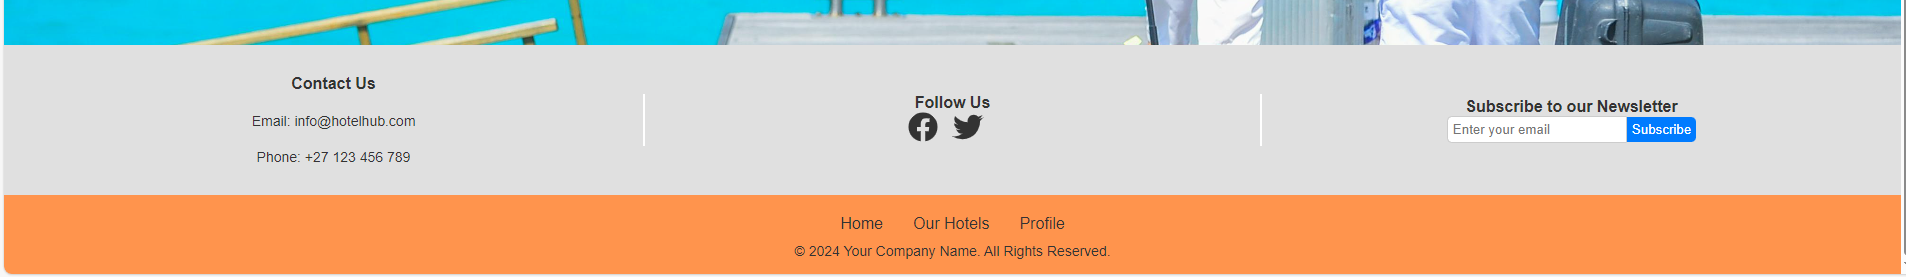 Contact Us
Email: info@hotelhub.com
Phone: +27 123 456 789
Follow Us
Subscribe to our Newsletter
Enter your email Subscribe
Home Our Hotels Profile
© 2024 Your Company Name. All Rights Reserved.